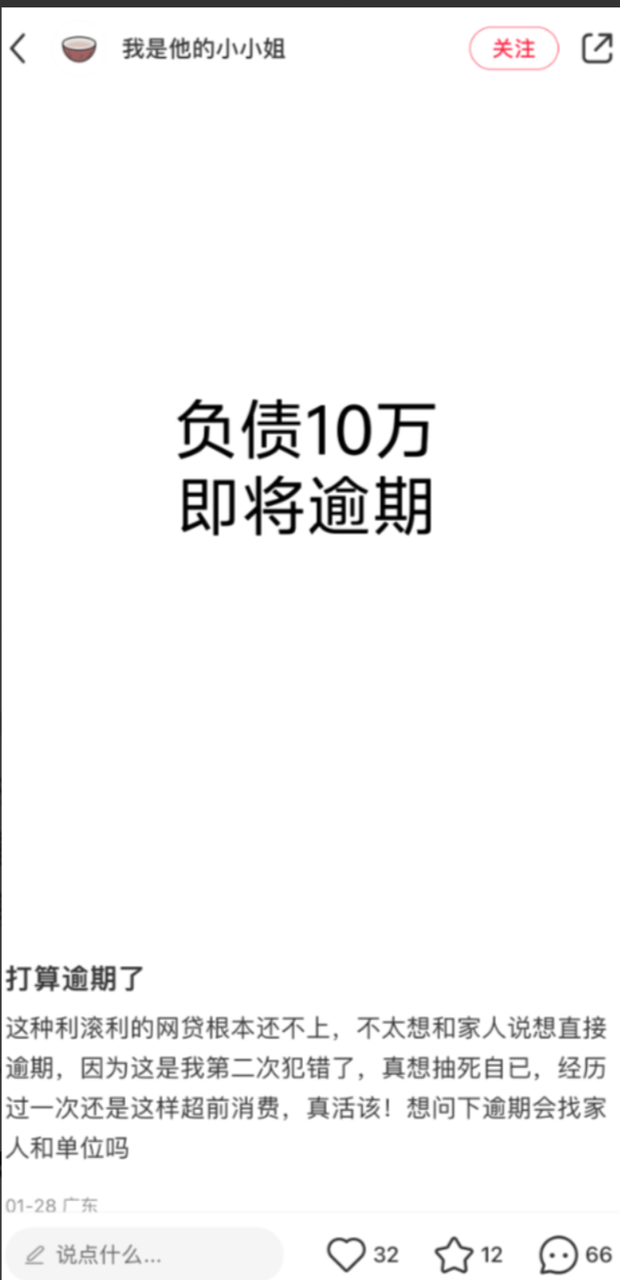 我是他的小小姐
关注
负债10万
即将逾期
打算逾期了
这种利滚利的网贷根本还不上，不太想和家人说想直接
逾期，因为这是我第二次犯错了，真想抽死自己，经历
过一次还是这样超前消费，真活该！想问下逾期会找家
人和单位吗
01-28 广东
说点什么...
32
12
66